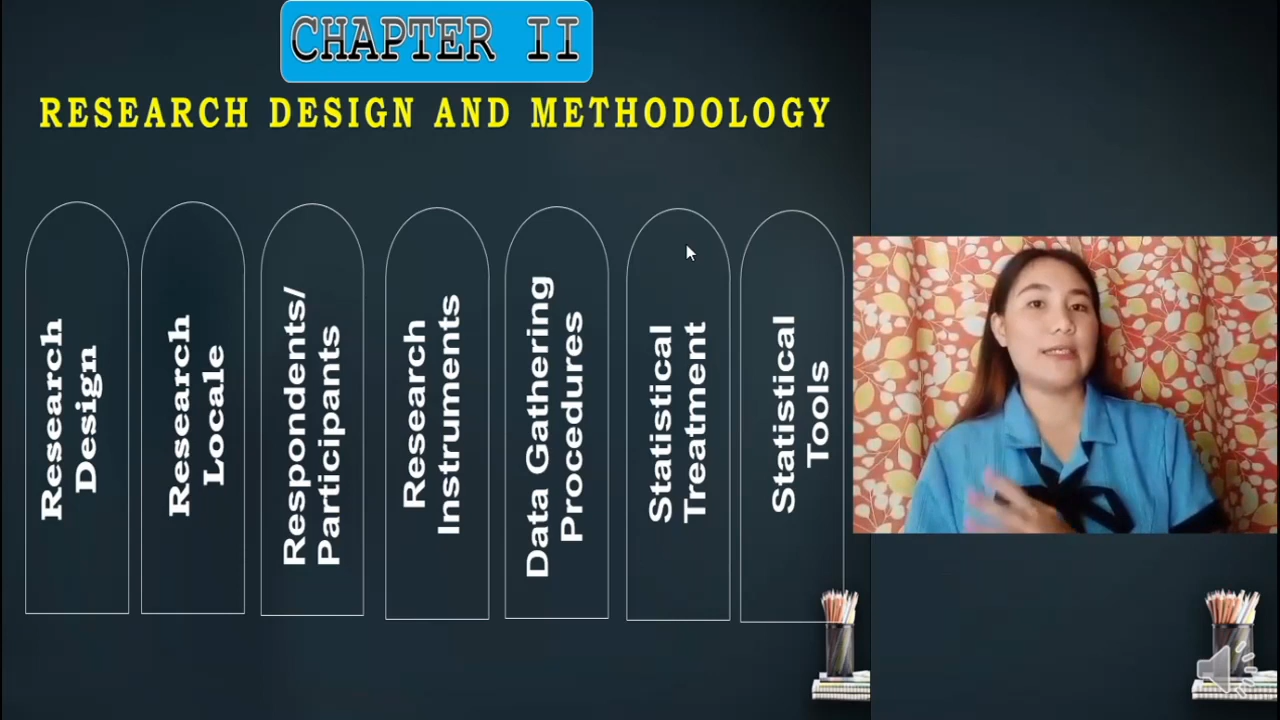 CHAPTER II
RESEARCH DESIGN AND METHODOLOGY
Research
Design
Research
Locale
Respondents/
Participants
Research
Instruments
Data Gathering
Procedures
Statistical
Treatment
Statistical
Tools